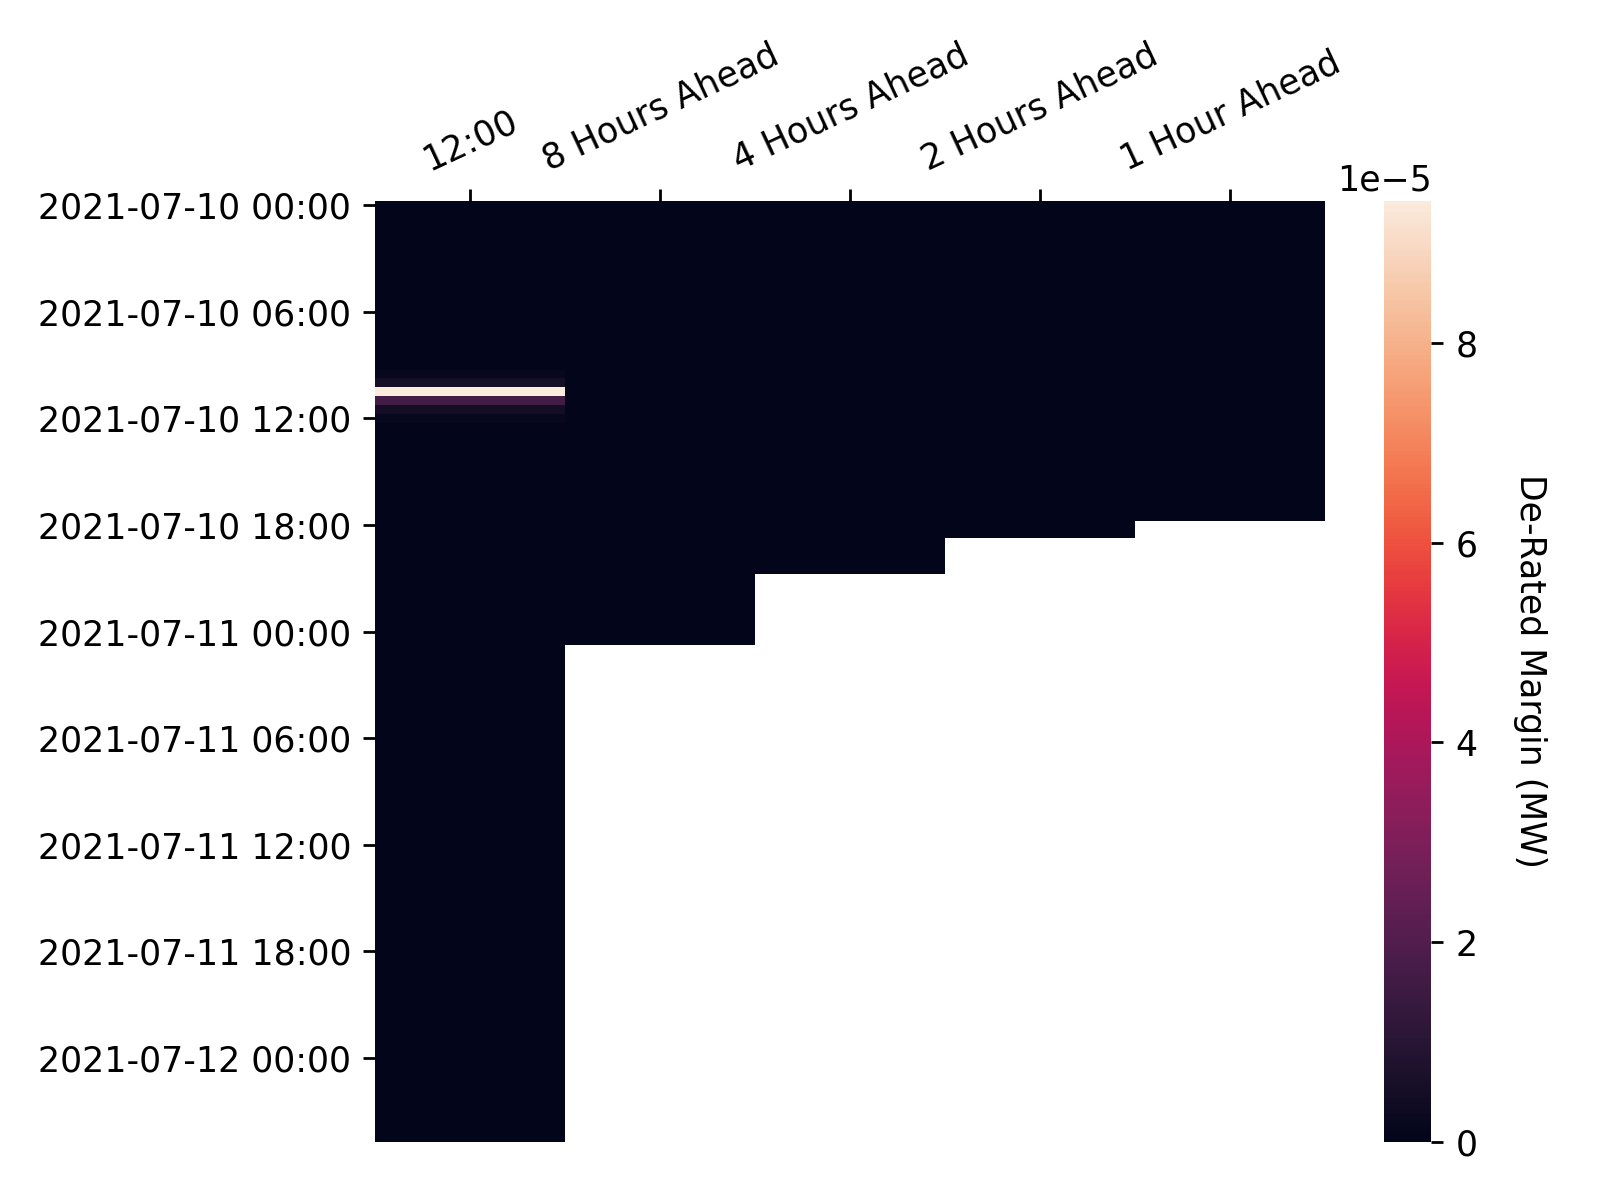 12:00
8 Hours Ahead
4 Hours Ahead
2 Hours Ahead
1 Hour Ahead
1e−5
2021-07-10 00:00
2021-07-10 06:00
2021-07-10 12:00
2021-07-10 18:00
2021-07-11 00:00
2021-07-11 06:00
2021-07-11 12:00
2021-07-11 18:00
2021-07-12 00:00
8
6
4
2
0
De-Rated Margin (MW)